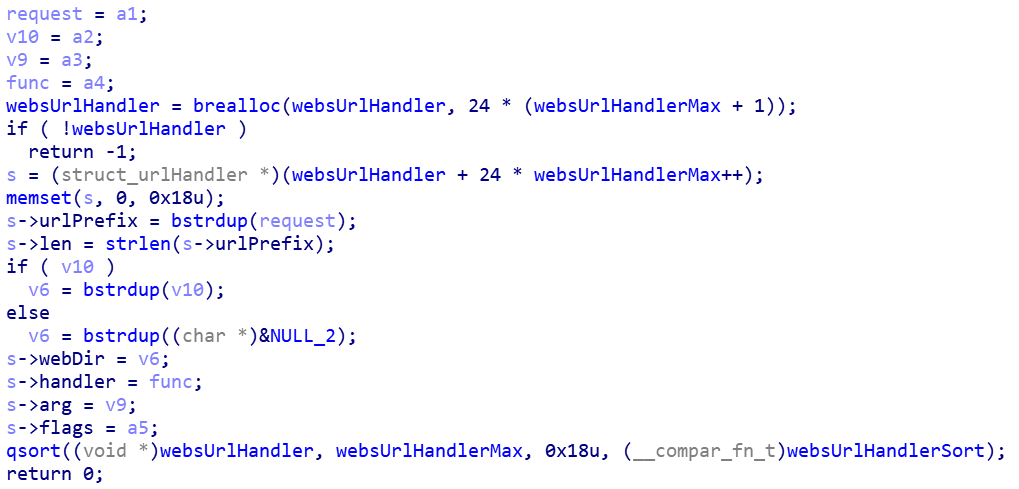 request = a1;
v10 = a2;
v9 = a3;
func = a4;
websUrlHandler = brealloc(websUrlHandler, 24 * (websUrlHandlerMax + 1));
if ( !websUrlHandler )
  return -1;
s = (struct_urlHandler *)(websUrlHandler + 24 * websUrlHandlerMax++);
memset(s, 0, 0x18u);
s->urlPrefix = bstrdup(request);
s->len = strlen(s->urlPrefix);
if ( v10 )
  v6 = bstrdup(v10);
else
  v6 = bstrdup((char *)&NULL_2);
s->webDir = v6;
s->handler = func;
s->arg = v9;
s->flags = a5;
qsort((void *)websUrlHandler, websUrlHandlerMax, 0x18u, (__compar_fn_t)websUrlHandlerSort);
return 0;